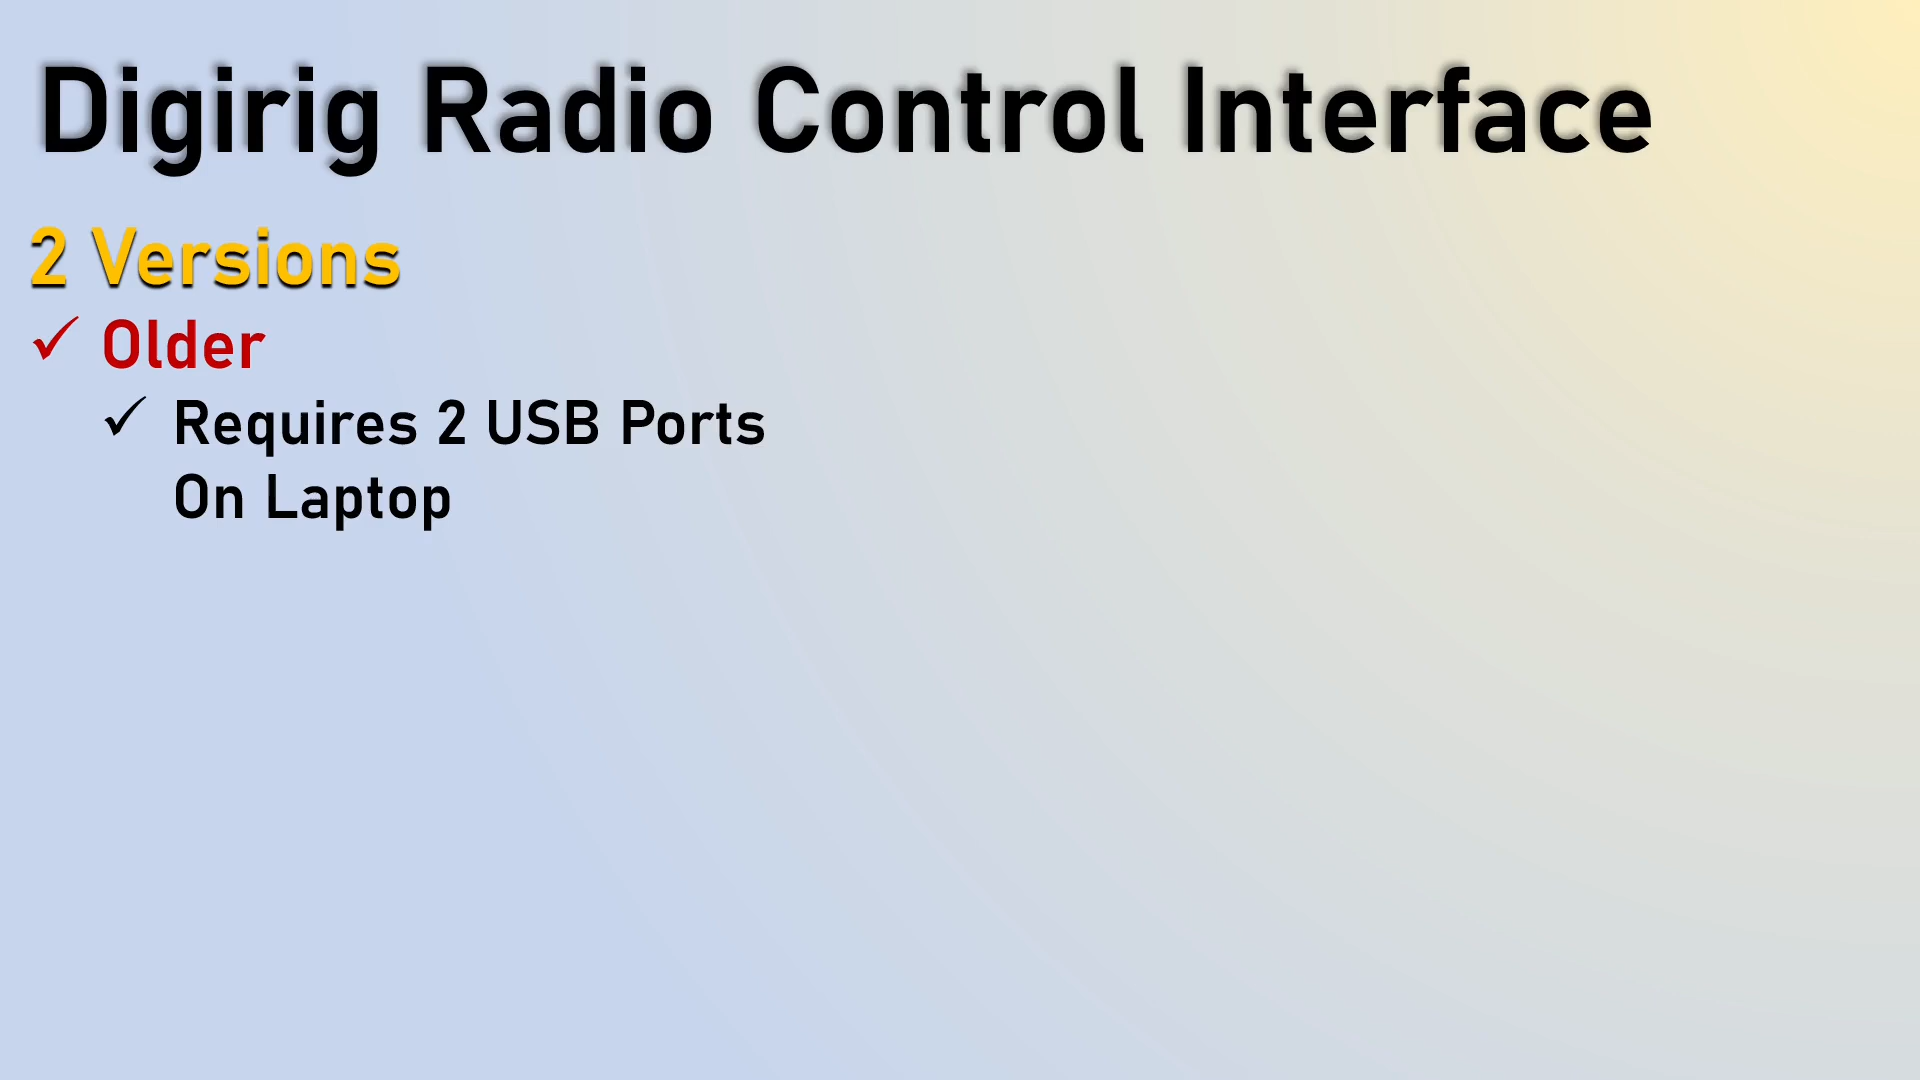 Digirig Radio Control Interface
2 Versions
✓ Older
✓ Requires 2 USB Ports
On Laptop